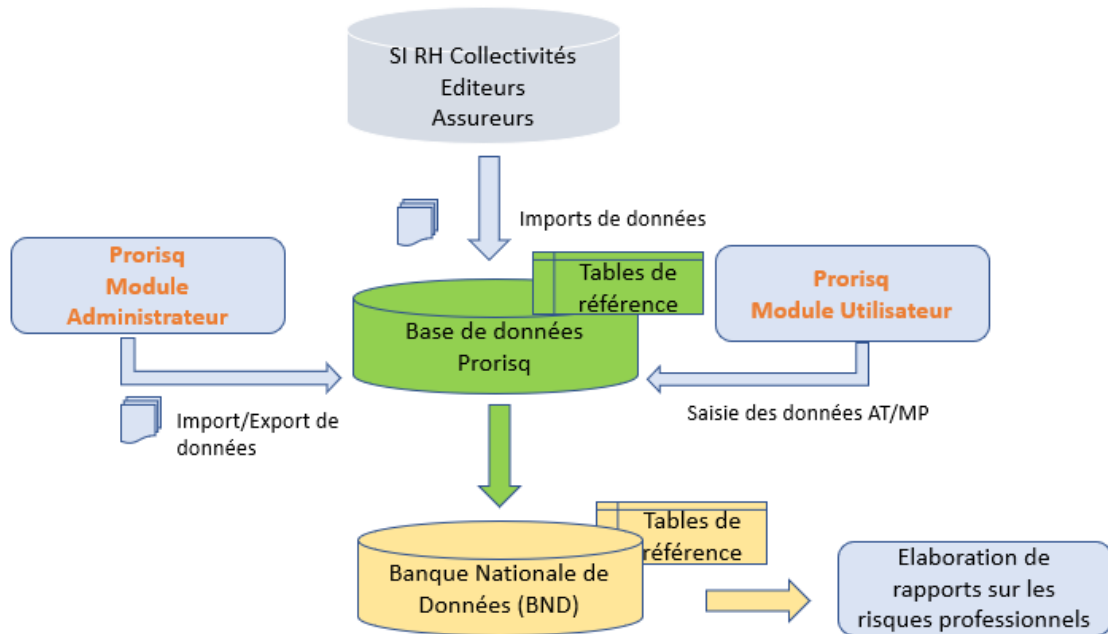 SI RH Collectivités
Editeurs
Assureurs
Imports de données
Prorisq
Module
Administrateur
Tables de
référence
Prorisq
Module Utilisateur
Base de données
Prorisq
Import/Export de
données
Saisie des données AT/MP
Tables de
référence
Banque Nationale de
Données (BND)
Elaboration de
rapports sur les
risques professionnels